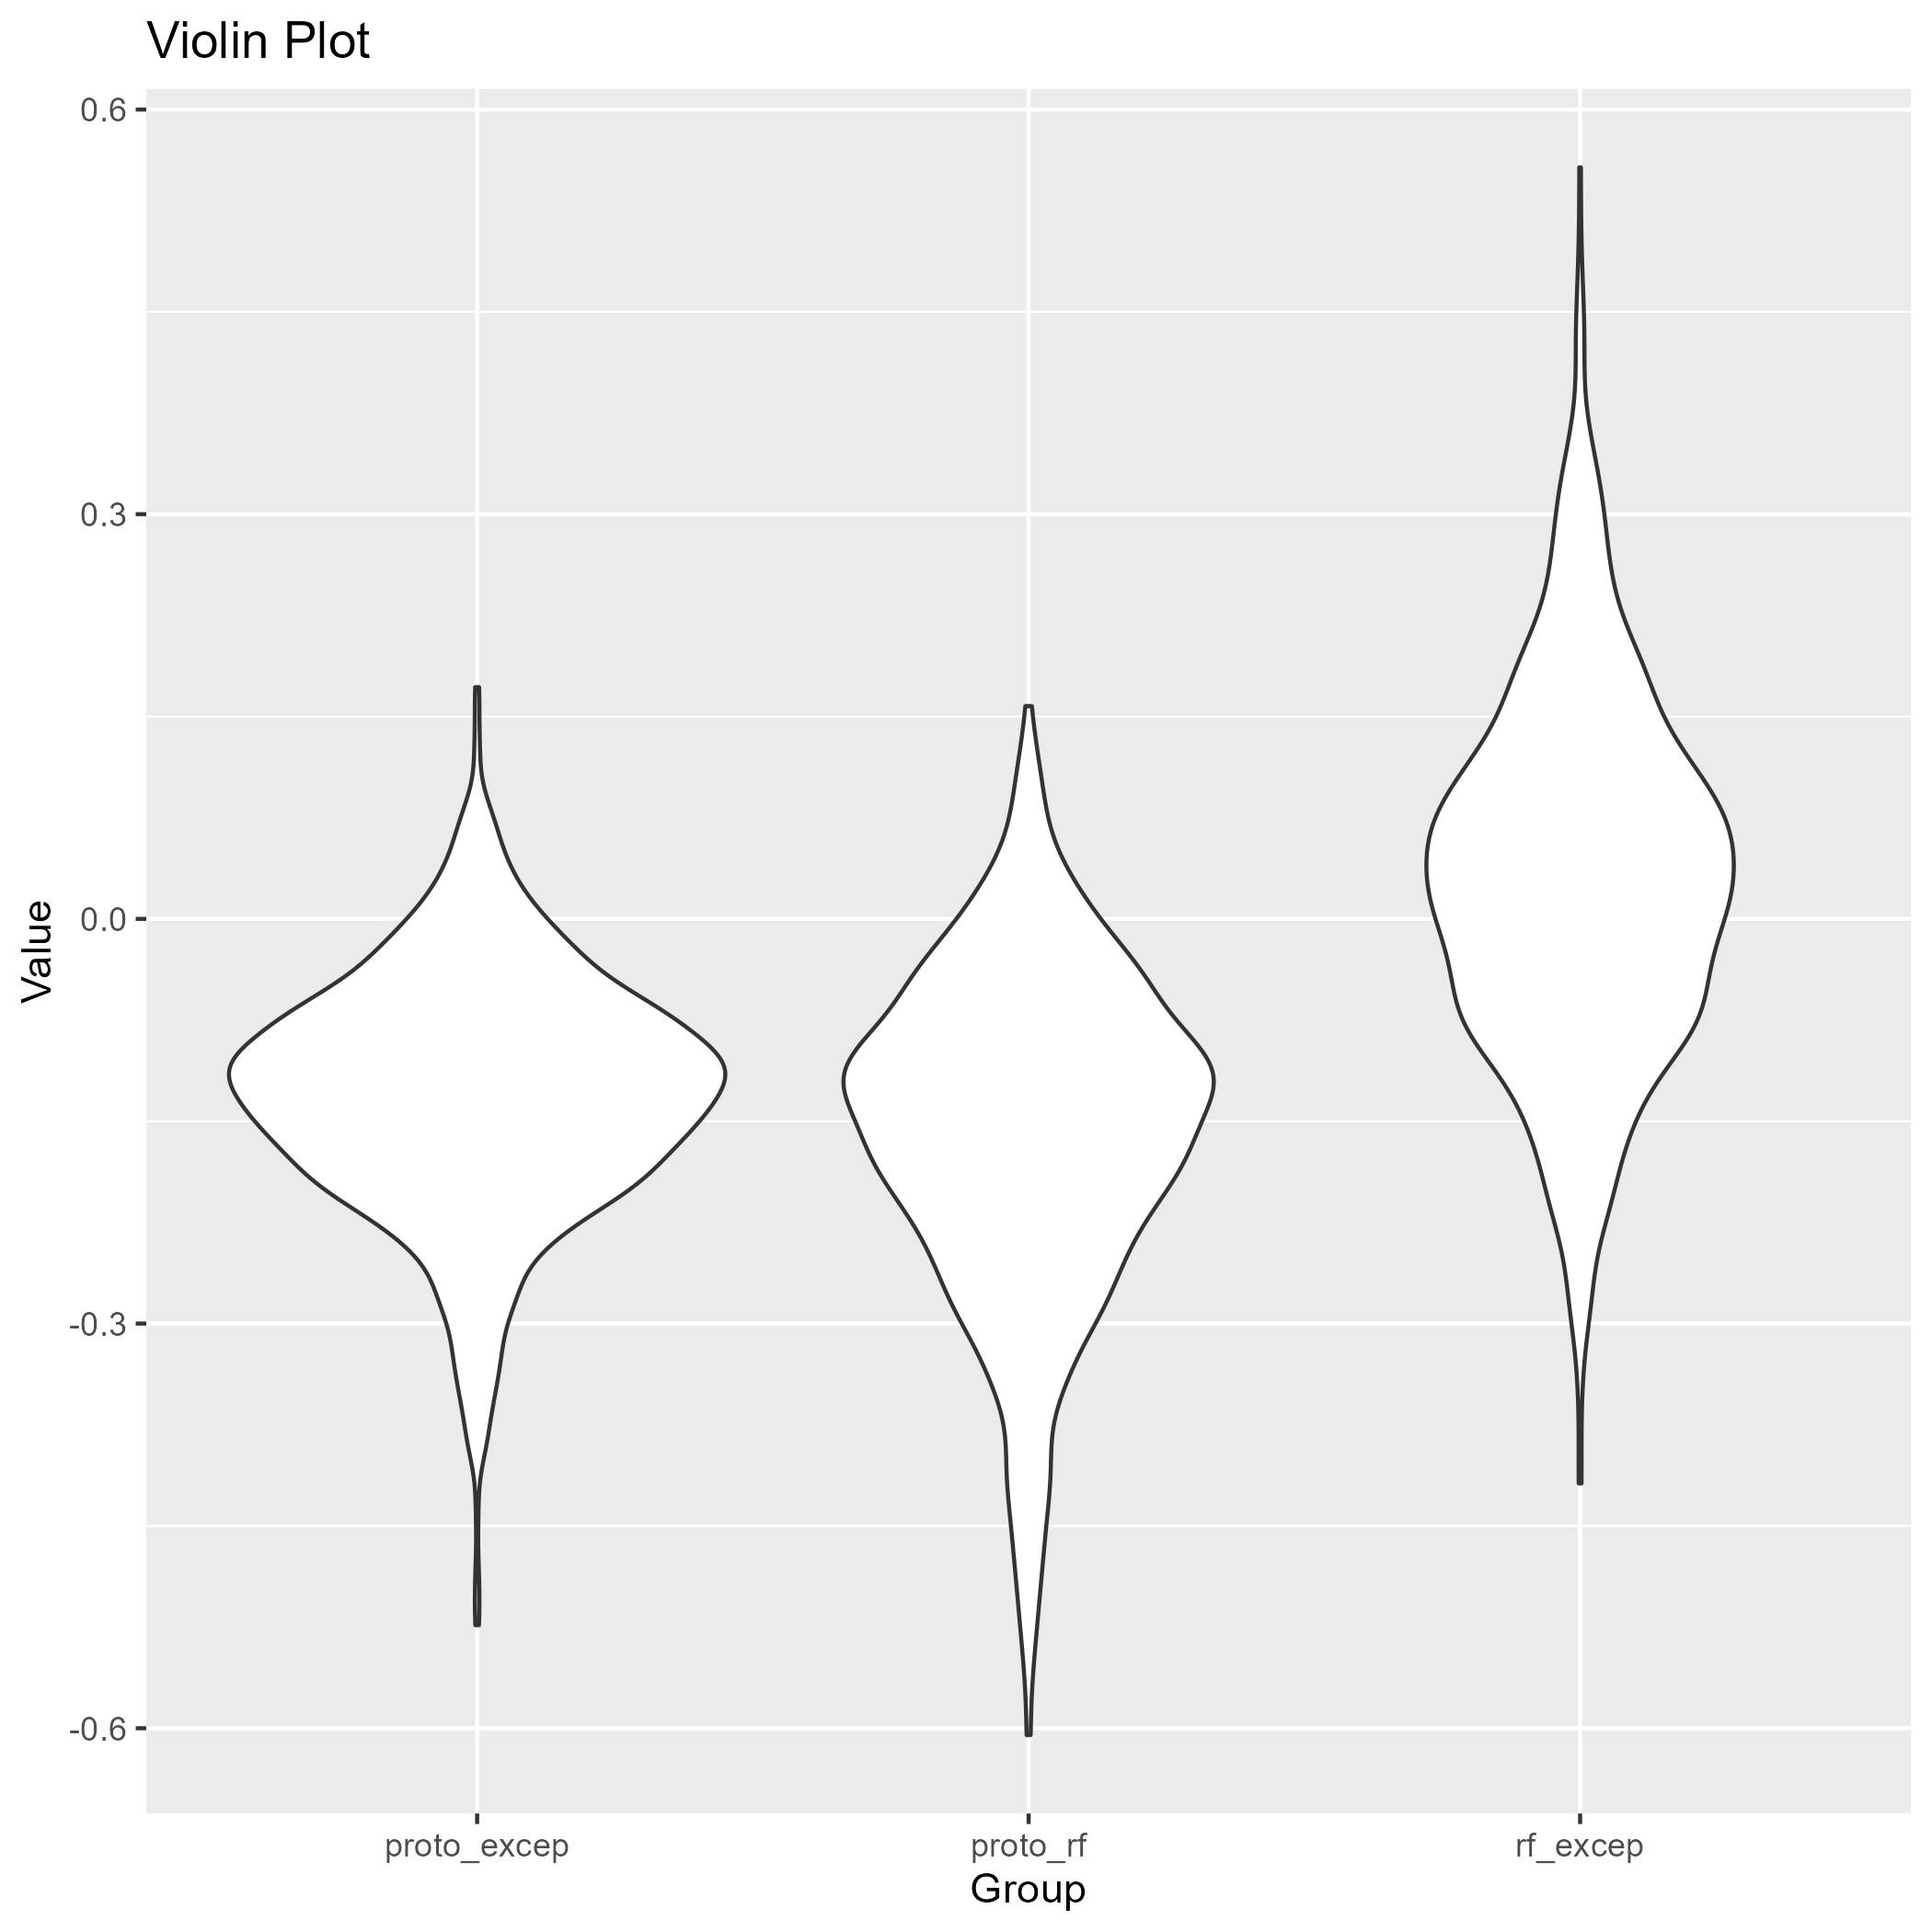 Violin Plot
0.6
0.3
0.0
-0.3
-0.6
Value
proto_excep
proto_rf
rf_excep
Group